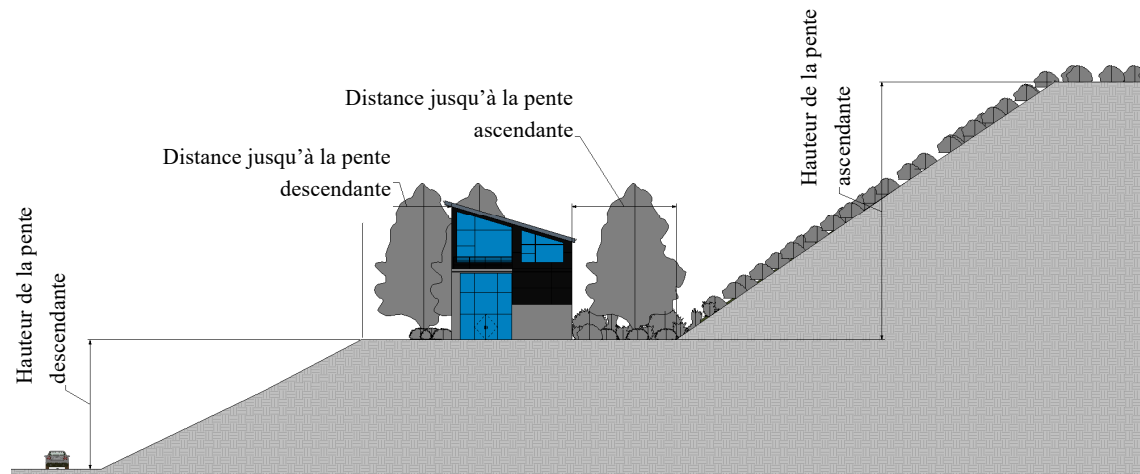 Distance jusqu’à la pente
ascendante
Distance jusqu’à la pente
descendante
Hauteur de la pente
ascendante
Hauteur de la pente
descendante